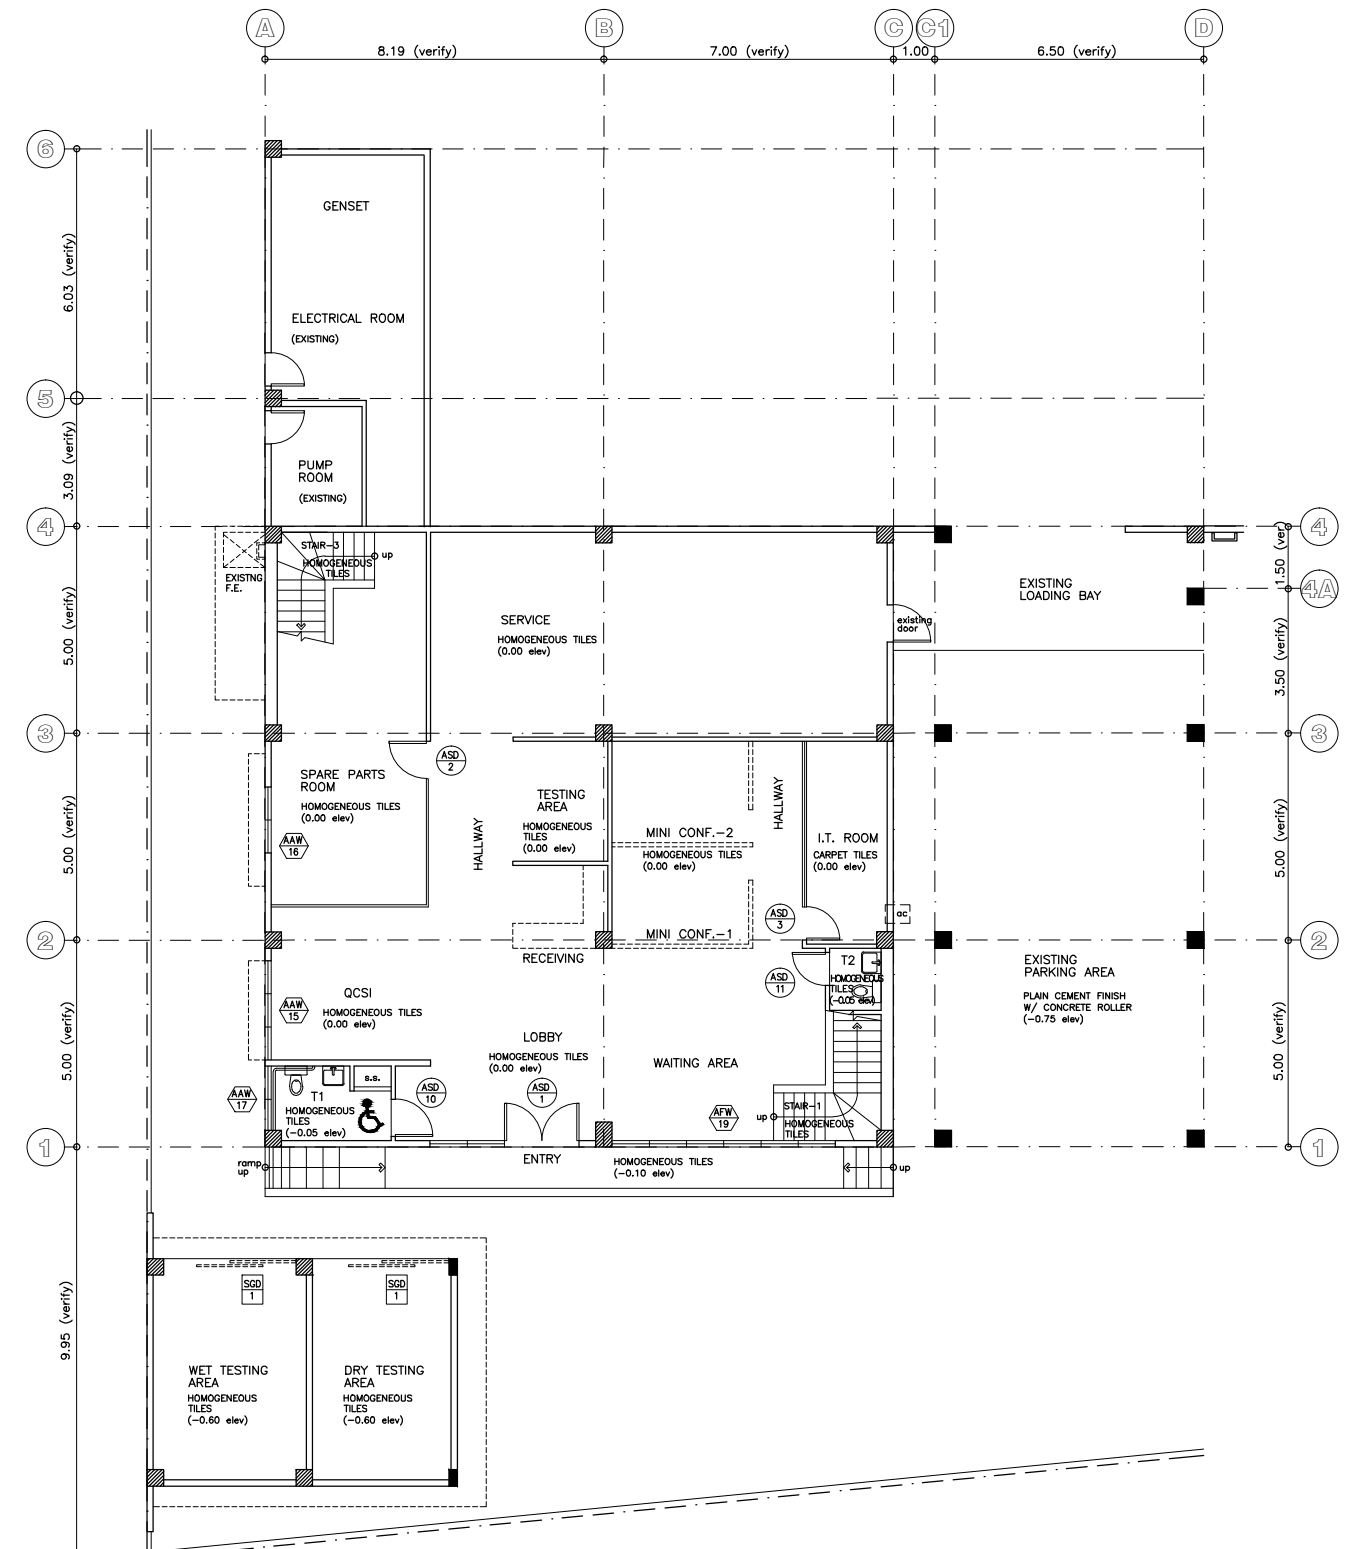 A
B
C
C1
D
8.19 (verify)
7.00 (verify)
1.00
6.50 (verify)
6
GENSET
6.03 (verify)
ELECTRICAL ROOM
(EXISTING)
5
3.09 (verify)
PUMP
ROOM
(EXISTING)
4
4
STAIR-3
up
HOMOGENEOUS
TILES
EXISTNG
F.E.
1.50 (ver)
EXISTING
LOADING BAY
4A
SERVICE
existing
door
HOMOGENEOUS TILES
(0.00 elev)
5.00 (verify)
3.50 (verify)
3
3
ASD
2
SPARE PARTS
ROOM
HOMOGENEOUS TILES
(0.00 elev)
TESTING
AREA
HOMOGENEOUS
TILES
(0.00 elev)
HALLWAY
HALLWAY
MINI CONF.-2
HOMOGENEOUS TILES
(0.00 elev)
I.T. ROOM
CARPET TILES
(0.00 elev)
AAW
16
5.00 (verify)
5.00 (verify)
ASD
3
ac
2
2
MINI CONF.-1
RECEIVING
T2
HOMOGENEOUS
TILES
(-0.05 elev)
ASD
11
EXISTING
PARKING AREA
PLAIN CEMENT FINISH
W/ CONCRETE ROLLER
(-0.75 elev)
QCSI
HOMOGENEOUS TILES
(0.00 elev)
AAW
15
LOBBY
HOMOGENEOUS TILES
(0.00 elev)
WAITING AREA
5.00 (verify)
5.00 (verify)
s.s.
AAW
17
T1
HOMOGENEOUS
TILES
(-0.05 elev)
ASD
10
ASD
1
AFW
19
up
STAIR-1
HOMOGENEOUS
TILES
1
1
ramp
up
ENTRY
HOMOGENEOUS TILES
(-0.10 elev)
up
SGD
1
SGD
1
9.95 (verify)
WET TESTING
AREA
HOMOGENEOUS
TILES
(-0.60 elev)
DRY TESTING
AREA
HOMOGENEOUS
TILES
(-0.60 elev)